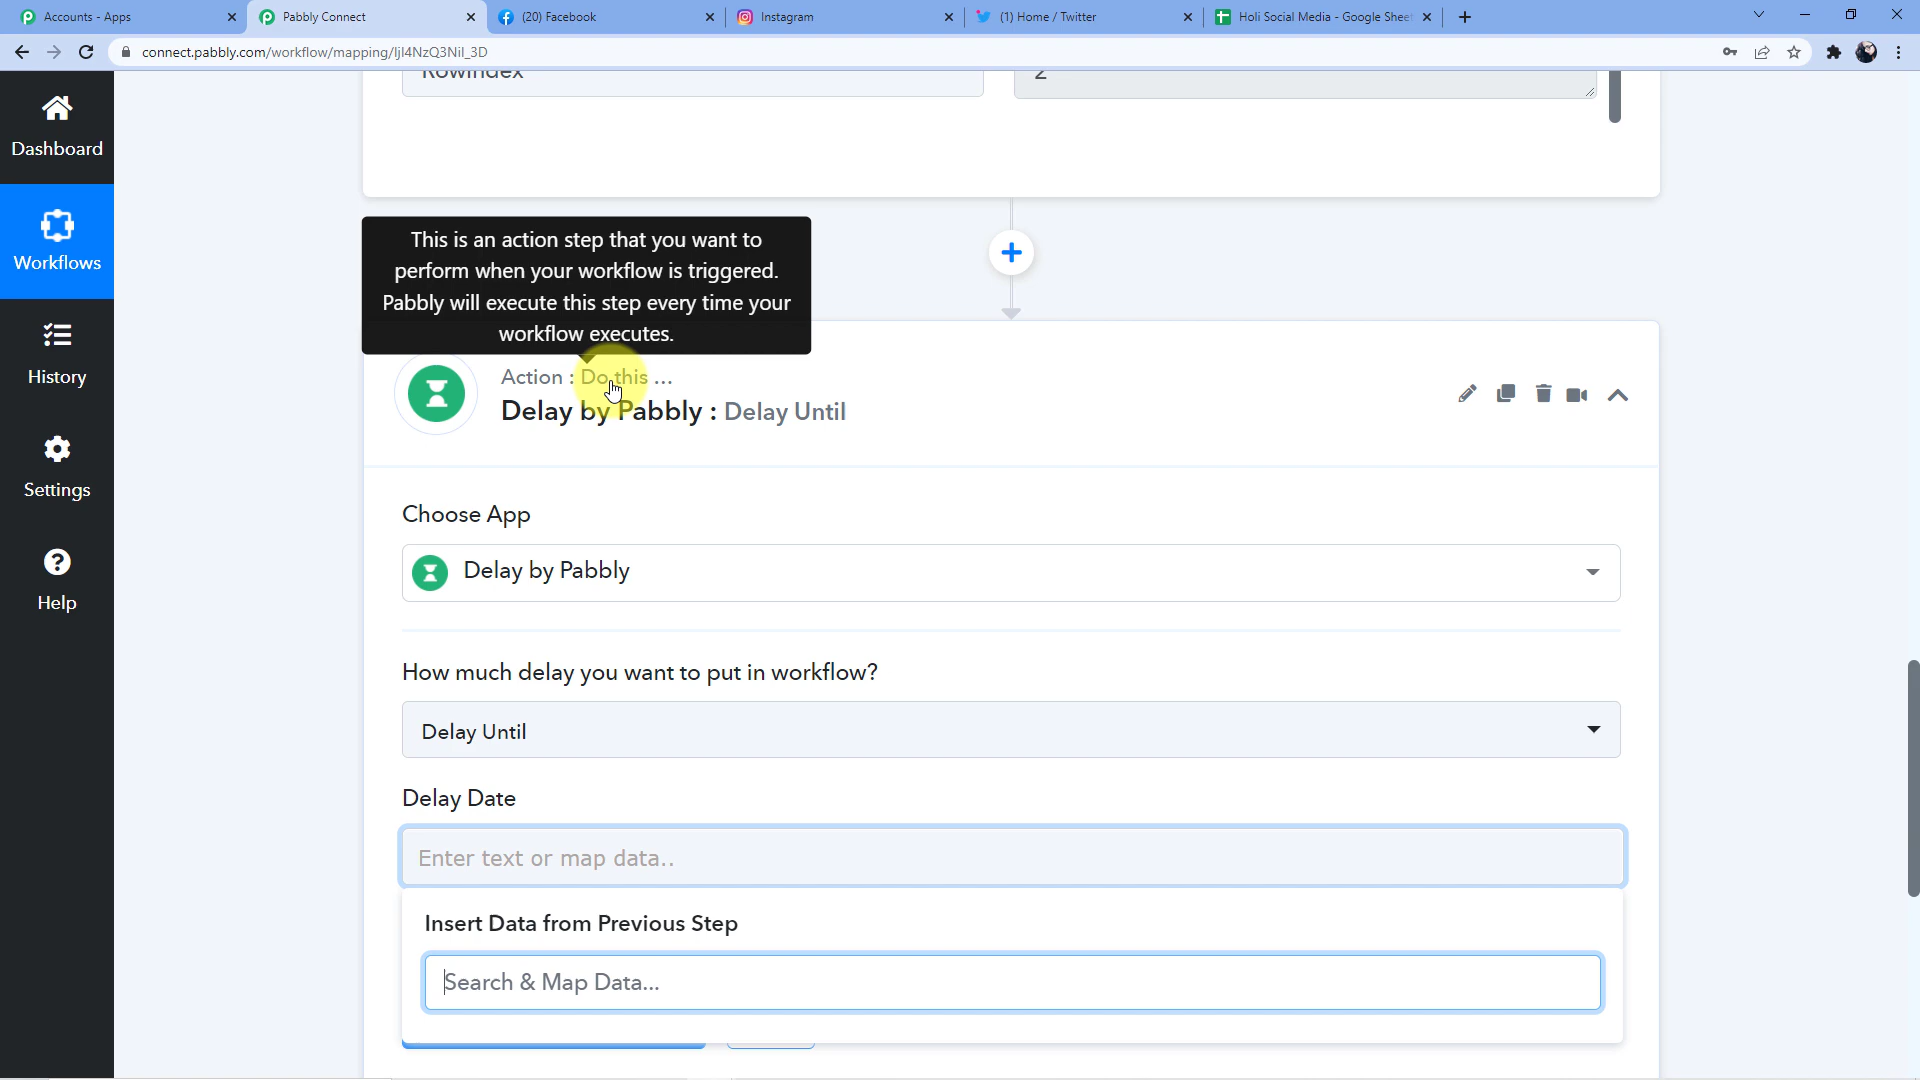 Accounts - Apps
Pabbly Connect
(20) Facebook
Instagram
(1) Home / Twitter
Holi Social Media - Google Sheet
connect.pabbly.com/workflow/mapping/IjI4NzQ3NiI_3D
Dashboard
Workflows
History
Settings
Help
RowIndex
2
This is an action step that you want to
perform when your workflow is triggered.
Pabbly will execute this step every time your
workflow executes.
Action : Do this ...
Delay by Pabbly : Delay Until
Choose App
Delay by Pabbly
How much delay you want to put in workflow?
Delay Until
Delay Date
Enter text or map data..
Insert Data from Previous Step
Search & Map Data...